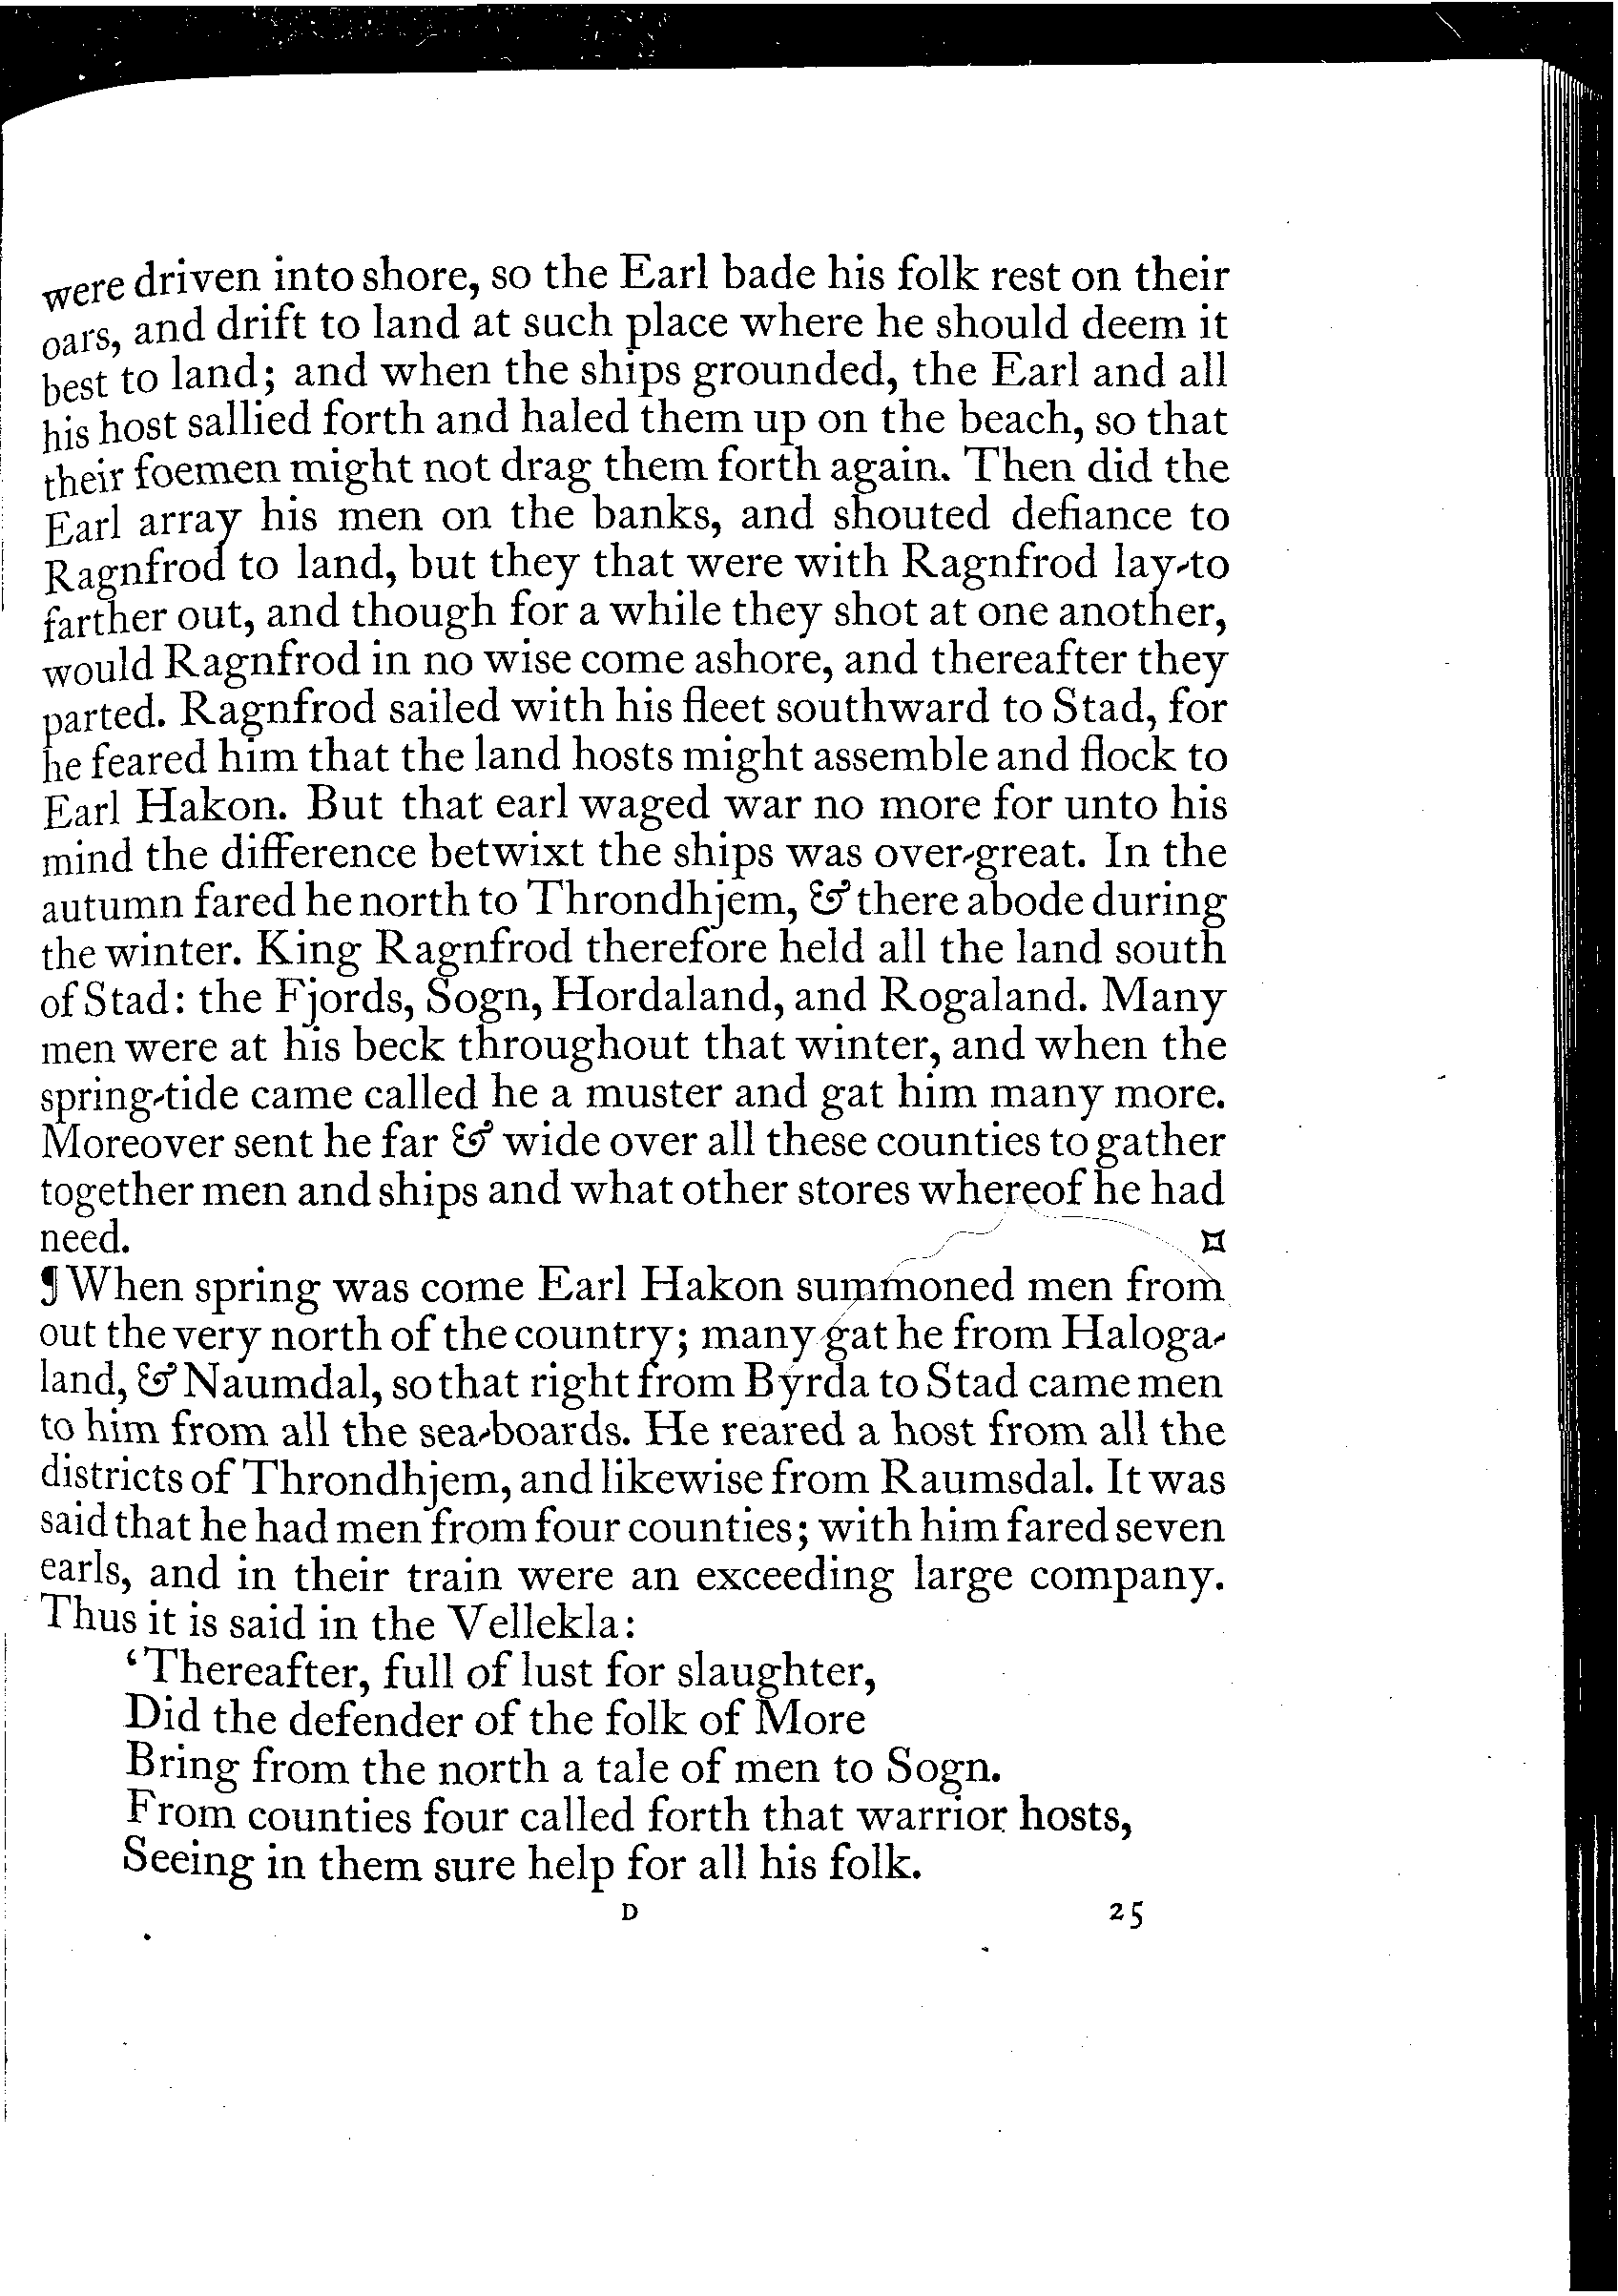 were driven into shore, so the Earl bade his folk rest on their
oars, and drift to land at such place where he should deem it
best to land; and when the ships grounded, the Earl and all
his host sallied forth and haled them up on the beach, so that
their foemen might not drag them forth again. Then did the
Earl array his men on the banks, and shouted defiance to
Ragnfrod to land, but they that were with Ragnfrod lay-to
farther out, and though for a while they shot at one another,
would Ragnfrod in no wise come ashore, and thereafter they
parted. Ragnfrod sailed with his fleet southward to Stad, for
he feared him that the land hosts might assemble and flock to
Earl Hakon. But that earl waged war no more for unto his
mind the difference betwixt the ships was over-great. In the
autumn fared he north to Throndhjem, & there abode during
the winter. King Ragnfrod therefore held all the land south
of Stad: the Fjords, Sogn, Hordaland, and Rogaland. Many
men were at his beck throughout that winter, and when the
spring-tide came called he a muster and gat him many more.
Moreover sent he far & wide over all these counties to gather
together men and ships and what other stores whereof he had
need. ¤
¶ When spring was come Earl Hakon summoned men from
out the very north of the country; many gat he from Haloga-
land, & Naumdal, so that right from Byrda to Stad came men
to him from all the sea-boards. He reared a host from all the
districts of Throndhjem, and likewise from Raumsdal. It was
said that he had men from four counties; with him fared seven
earls, and in their train were an exceeding large company.
Thus it is said in the Vellekla:
‘Thereafter, full of lust for slaughter,
Did the defender of the folk of More
Bring from the north a tale of men to Sogn.
From counties four called forth that warrior hosts,
Seeing in them sure help for all his folk.
D 25